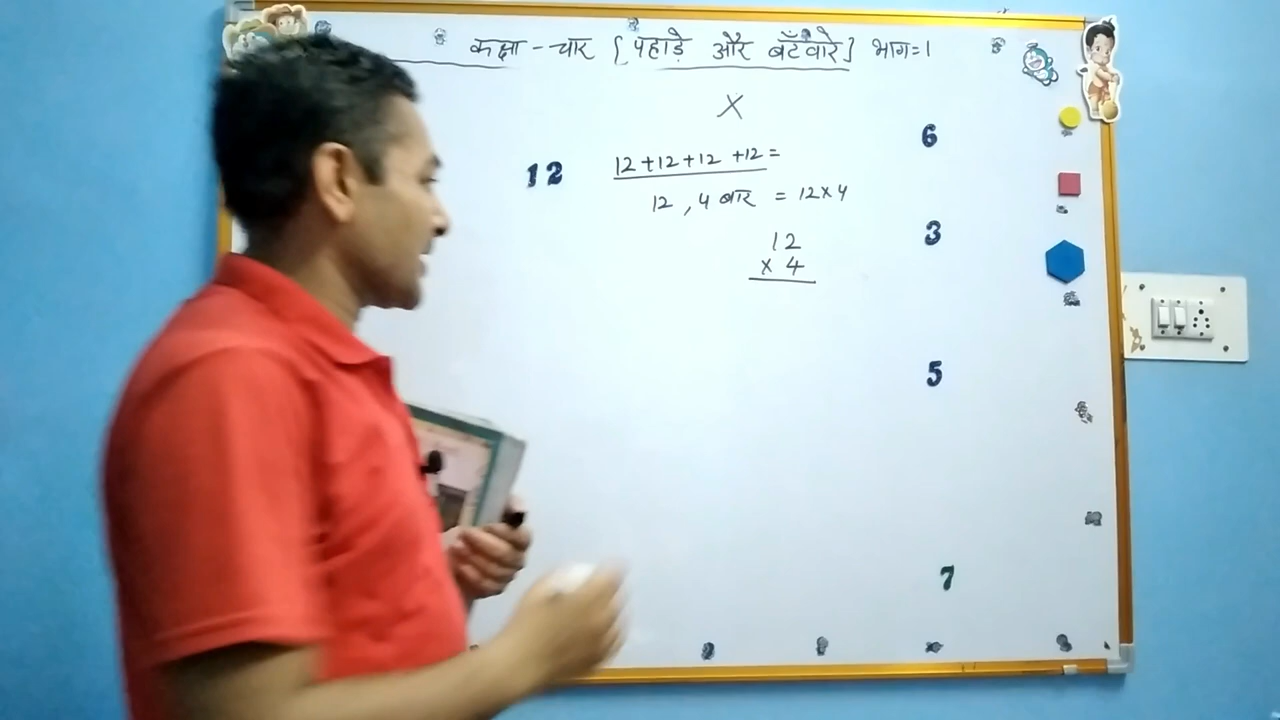 कक्षा - चार [पहाड़े और बँटवारे] भाग=1
X
12
12+12+12+12=
12, 4 बार = 12×4
12
× 4
6
3
5
7